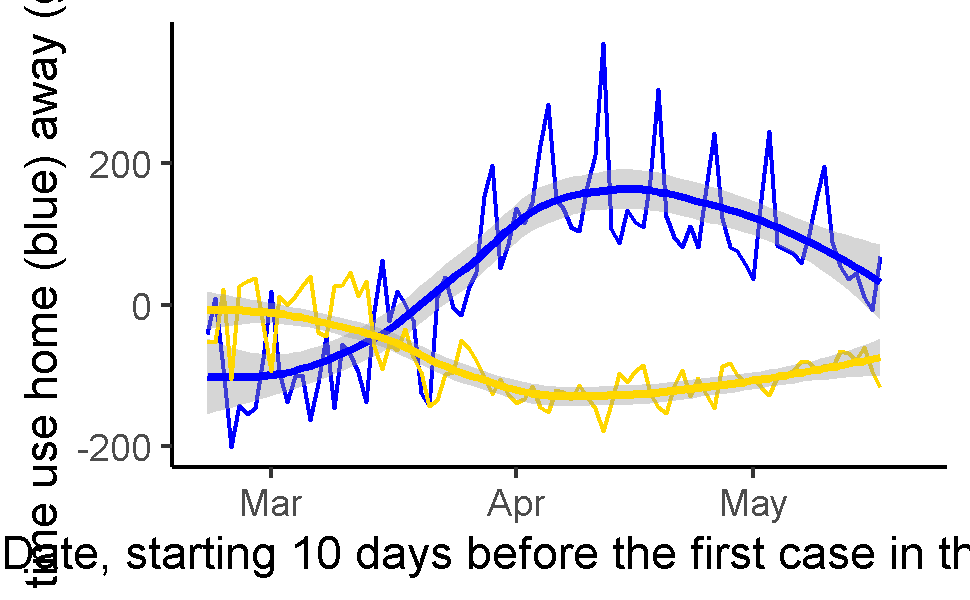 time use home (blue) away (
200
0
-200
Mar Apr May
Date, starting 10 days before the first case in th